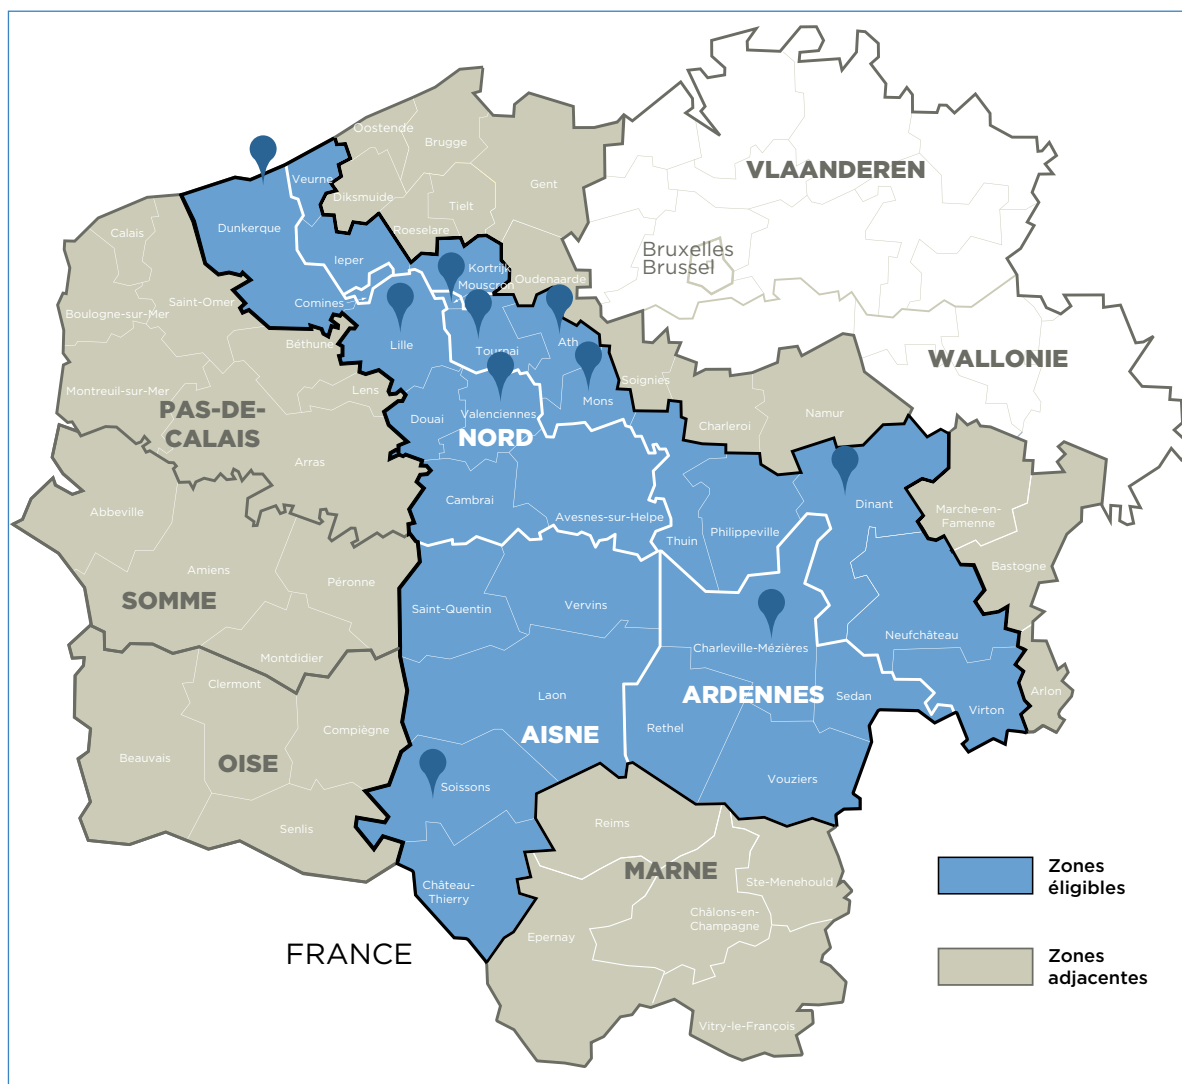 Oostende
Brugge
VLAANDEREN
Veurne
Diksmuide
Gent
Tielt
Dunkerque
Roeselare
Calais
Bruxelles
Brussel
Ieper
Kortrijk
Oudenaarde
Mouscron
Saint-Omer
Comines
Boulogne-sur-Mer
Béthune
Lille
Tournai
Ath
WALLONIE
Montreuil-sur-Mer
Lens
Soignies
Mons
PAS-DE-
CALAIS
Douai
Valenciennes
NORD
Charleroi
Namur
Arras
Cambrai
Dinant
Abbeville
Avesnes-sur-Helpe
Marche-en-
Famenne
Thuin
Philippeville
Amiens
Péronne
Bastogne
SOMME
Saint-Quentin
Vervins
Neufchâteau
Montdidier
Charleville-Mézières
Clermont
Laon
ARDENNES
Sedan
Arlon
Virton
Compiègne
Rethel
AISNE
Beauvais
OISE
Soissons
Vouziers
Senlis
Reims
MARNE
Château-
Thierry
Ste-Menehould
Zones
éligibles
Châlons-en-
Champagne
Epernay
FRANCE
Zones
adjacentes
Vitry-le-François